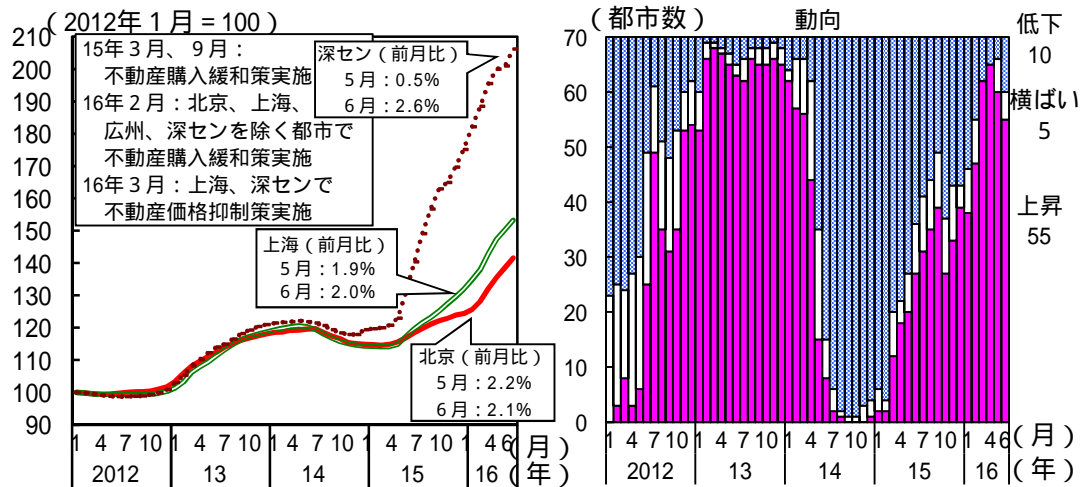 (2012年1月=100)
210
200
190
180
170
160
150
140
130
120
110
100
90
15年3月、9月:
不動産購入緩和策実施
16年2月:北京、上海、
広州、深センを除く都市で
不動産購入緩和策実施
16年3月:上海、深センで
不動産価格抑制策実施
深セン(前月比)
5月:0.5%
6月:2.6%
上海(前月比)
5月:1.9%
6月:2.0%
北京(前月比)
5月:2.2%
6月:2.1%
1 4 7 10 1 4 7 10 1 4 7 10 1 4 7 10 1 4 6 (月)
2012 13 14 15 16 (年)
(都市数) 動向
70
60
50
40
30
20
10
0
低下
10
横ばい
5
上昇
55
1 4 7 10 1 4 7 10 1 4 7 10 1 4 7 10 1 4 6 (月)
2012 13 14 15 16 (年)